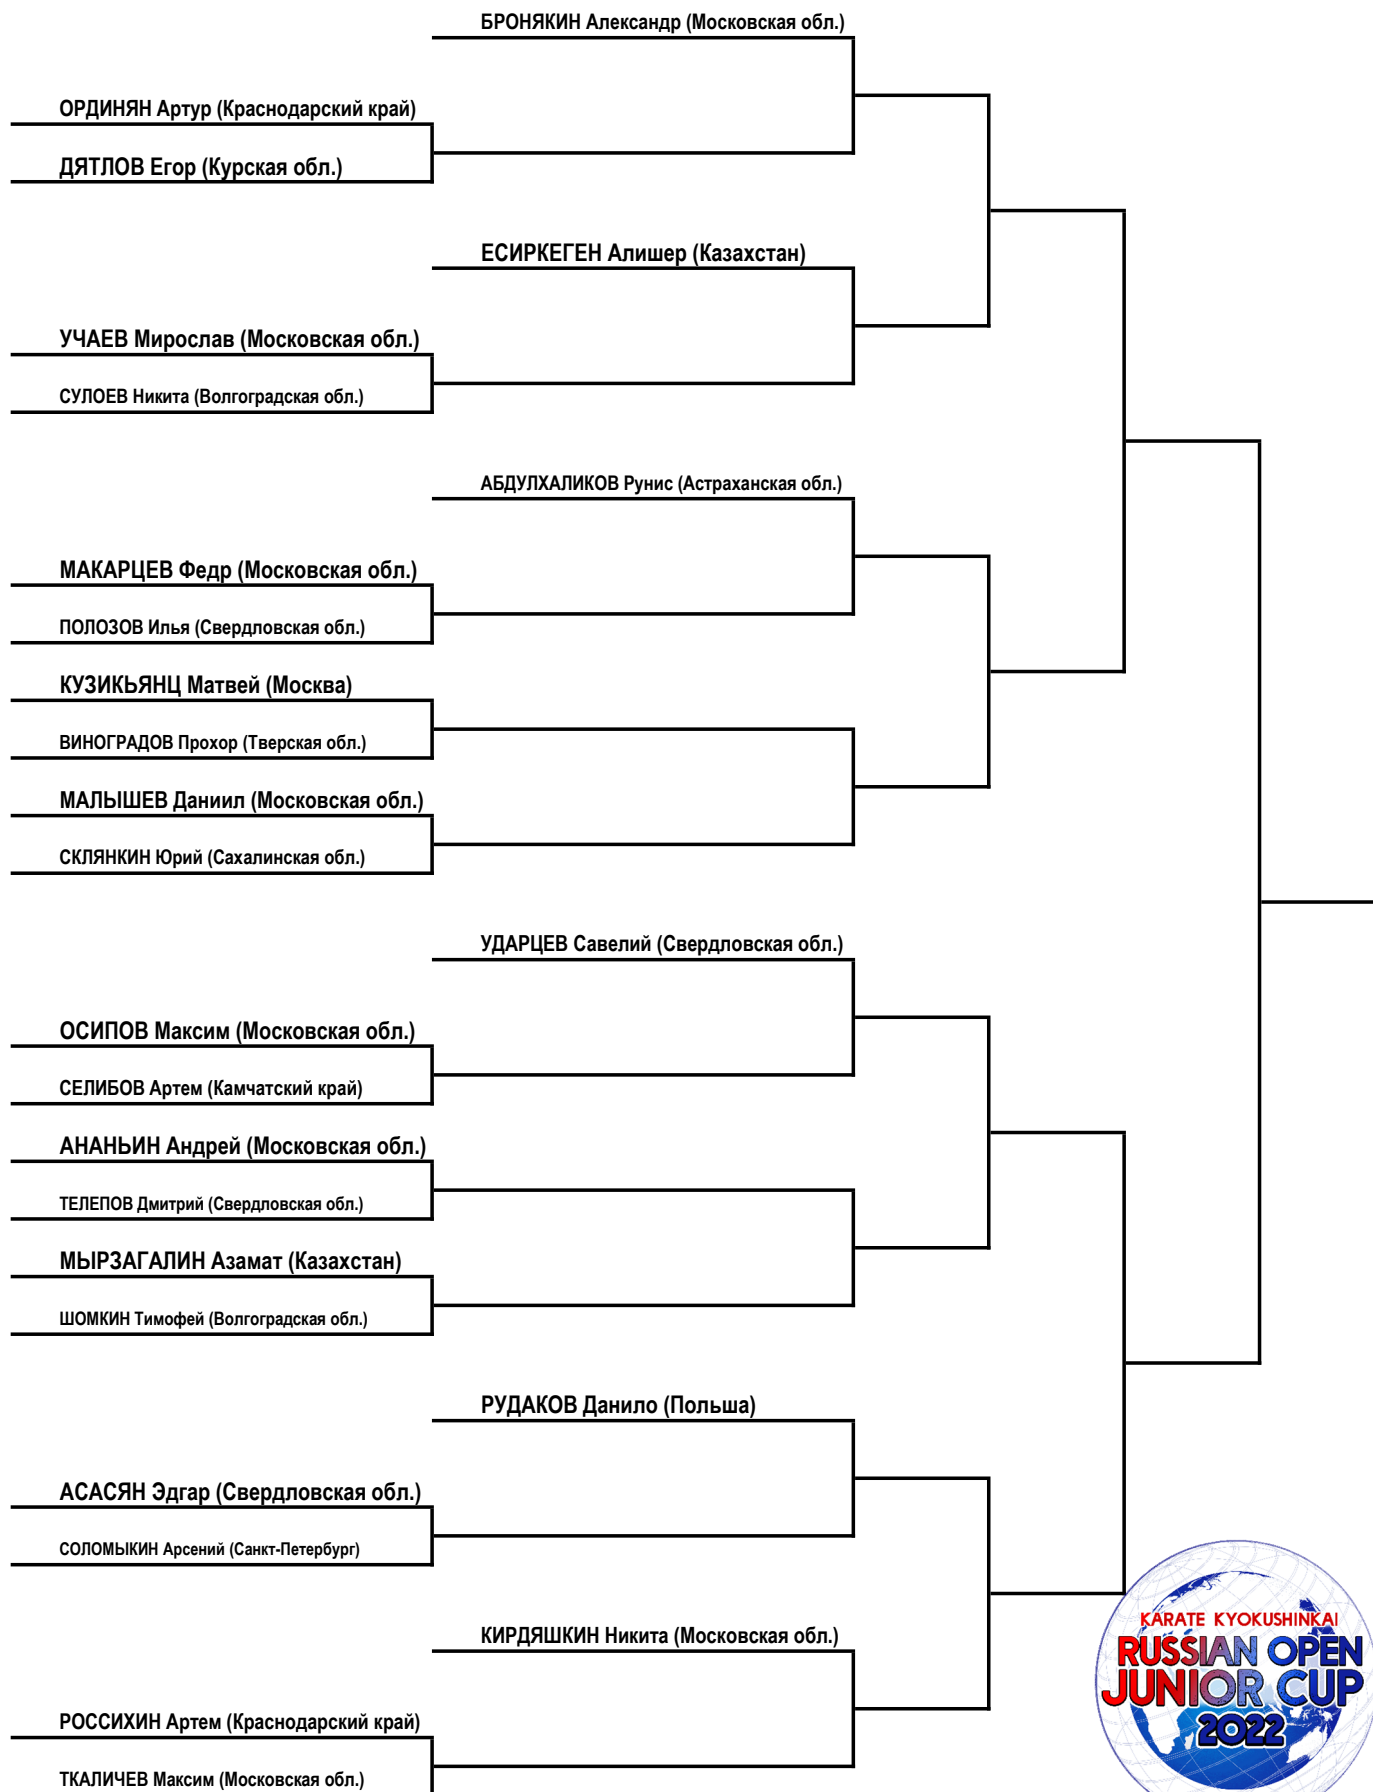 БРОНЯКИН Александр (Московская обл.)
ОРДИНЯН Артур (Краснодарский край)
ДЯТЛОВ Егор (Курская обл.)
ЕСИРКЕГЕН Алишер (Казахстан)
УЧАЕВ Мирослав (Московская обл.)
СУЛОЕВ Никита (Волгоградская обл.)
АБДУЛХАЛИКОВ Рунис (Астраханская обл.)
МАКАРЦЕВ Федр (Московская обл.)
ПОЛОЗОВ Илья (Свердловская обл.)
КУЗИКЬЯНЦ Матвей (Москва)
ВИНОГРАДОВ Прохор (Тверская обл.)
МАЛЫШЕВ Даниил (Московская обл.)
СКЛЯНКИН Юрий (Сахалинская обл.)
УДАРЦЕВ Савелий (Свердловская обл.)
ОСИПОВ Максим (Московская обл.)
СЕЛИБОВ Артем (Камчатский край)
АНАНЬИН Андрей (Московская обл.)
ТЕЛЕПОВ Дмитрий (Свердловская обл.)
МЫРЗАГАЛИН Азамат (Казахстан)
ШОМКИН Тимофей (Волгоградская обл.)
РУДАКОВ Данило (Польша)
АСАСЯН Эдгар (Свердловская обл.)
СОЛОМЫКИН Арсений (Санкт-Петербург)
КИРДЯШКИН Никита (Московская обл.)
РОССИХИН Артем (Краснодарский край)
ТКАЛИЧЕВ Максим (Московская обл.)
KARATE KYOKUSHINKAI
RUSSIAN OPEN
JUNIOR CUP
2022